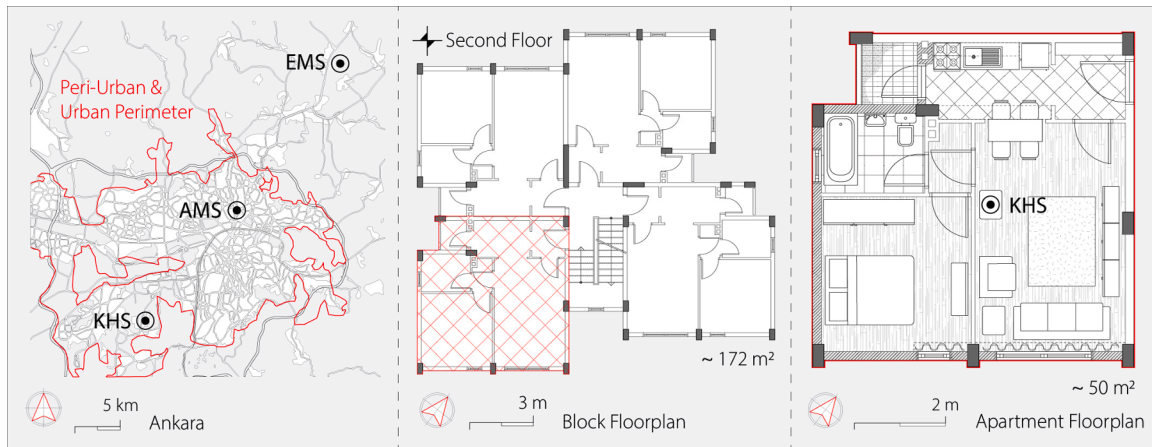 EMS
Peri-Urban &
Urban Perimeter
AMS
KHS
5 km
Ankara
Second Floor
~ 172 m²
3 m
Block Floorplan
KHS
~ 50 m²
2 m
Apartment Floorplan